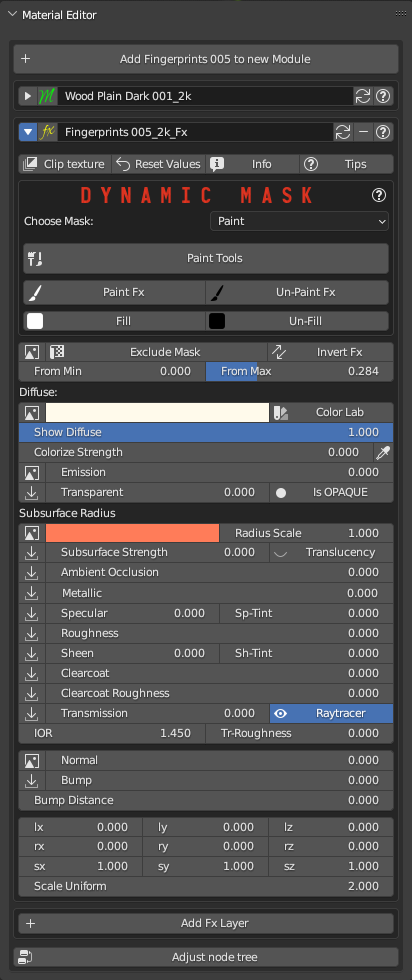 Material Editor
Add Fingerprints 005 to new Module
Wood Plain Dark 001_2k
Fingerprints 005_2k_Fx
Clip texture Reset Values Info Tips
DYNAMIC MASK
Choose Mask: Paint
Paint Tools
Paint Fx Un-Paint Fx
Fill Un-Fill
Exclude Mask Invert Fx
From Min 0.000 From Max 0.284
Diffuse:
Color Lab
Show Diffuse 1.000
Colorize Strength 0.000
Emission 0.000
Transparent 0.000 Is OPAQUE
Subsurface Radius
Radius Scale 1.000
Subsurface Strength 0.000 Translucency
Ambient Occlusion 0.000
Metallic 0.000
Specular 0.000 Sp-Tint 0.000
Roughness 0.000
Sheen 0.000 Sh-Tint 0.000
Clearcoat 0.000
Clearcoat Roughness 0.000
Transmission 0.000 Raytracer
IOR 1.450 Tr-Roughness 0.000
Normal 0.000
Bump 0.000
Bump Distance 0.000
lx 0.000 ly 0.000 lz 0.000
rx 0.000 ry 0.000 rz 0.000
sx 1.000 sy 1.000 sz 1.000
Scale Uniform 2.000
Add Fx Layer
Adjust node tree